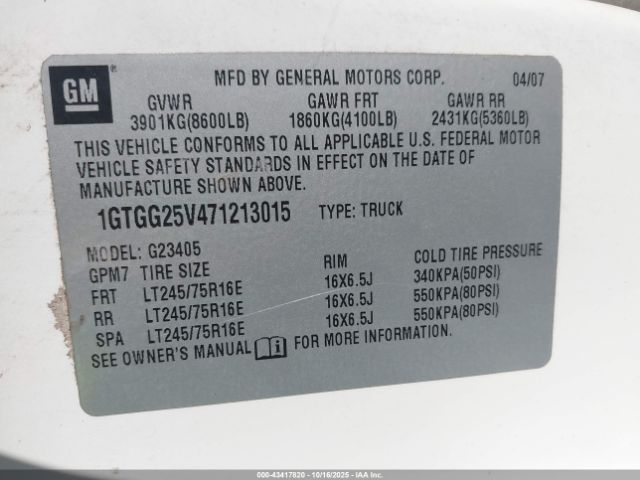 GM
MFD BY GENERAL MOTORS CORP. 04/07
GVWR GAWR FRT GAWR RR
3901KG(8600LB) 1860KG(4100LB) 2431KG(5360LB)
THIS VEHICLE CONFORMS TO ALL APPLICABLE U.S. FEDERAL MOTOR
VEHICLE SAFETY STANDARDS IN EFFECT ON THE DATE OF
MANUFACTURE SHOWN ABOVE.
1GTGG25V471213015 TYPE: TRUCK
MODEL: G23405
GPM7 TIRE SIZE RIM COLD TIRE PRESSURE
FRT LT245/75R16E 16X6.5J 340KPA(50PSI)
RR LT245/75R16E 16X6.5J 550KPA(80PSI)
SPA LT245/75R16E 16X6.5J 550KPA(80PSI)
SEE OWNER'S MANUAL FOR MORE INFORMATION.
000-43417820 - 10/16/2025 - IAAI.COM